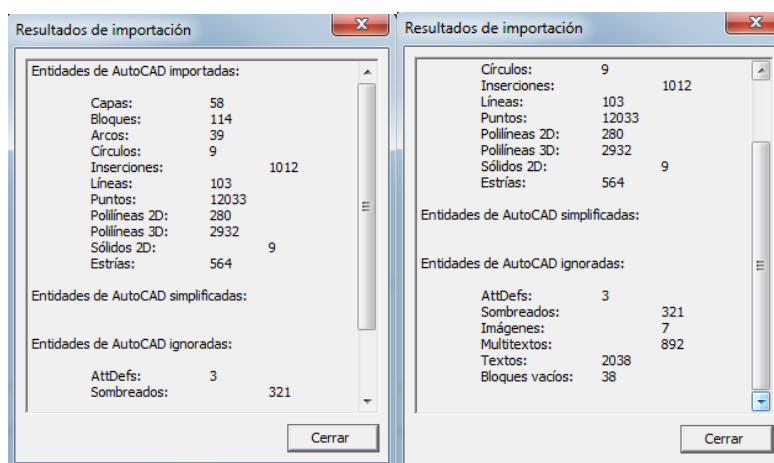 Resultados de importación
Entidades de AutoCAD importadas:
Capas: 58
Bloques: 114
Arcos: 39
Círculos: 9
Inserciones: 1012
Líneas: 103
Puntos: 12033
Polilíneas 2D: 280
Polilíneas 3D: 2932
Sólidos 2D: 9
Estrías: 564
Entidades de AutoCAD simplificadas:
Entidades de AutoCAD ignoradas:
AttDefs: 3
Sombreados: 321
Cerrar
Resultados de importación
Círculos: 9
Inserciones: 1012
Líneas: 103
Puntos: 12033
Polilíneas 2D: 280
Polilíneas 3D: 2932
Sólidos 2D: 9
Estrías: 564
Entidades de AutoCAD simplificadas:
Entidades de AutoCAD ignoradas:
AttDefs: 3
Sombreados: 321
Imágenes: 7
Multitextos: 892
Textos: 2038
Bloques vacíos: 38
Cerrar